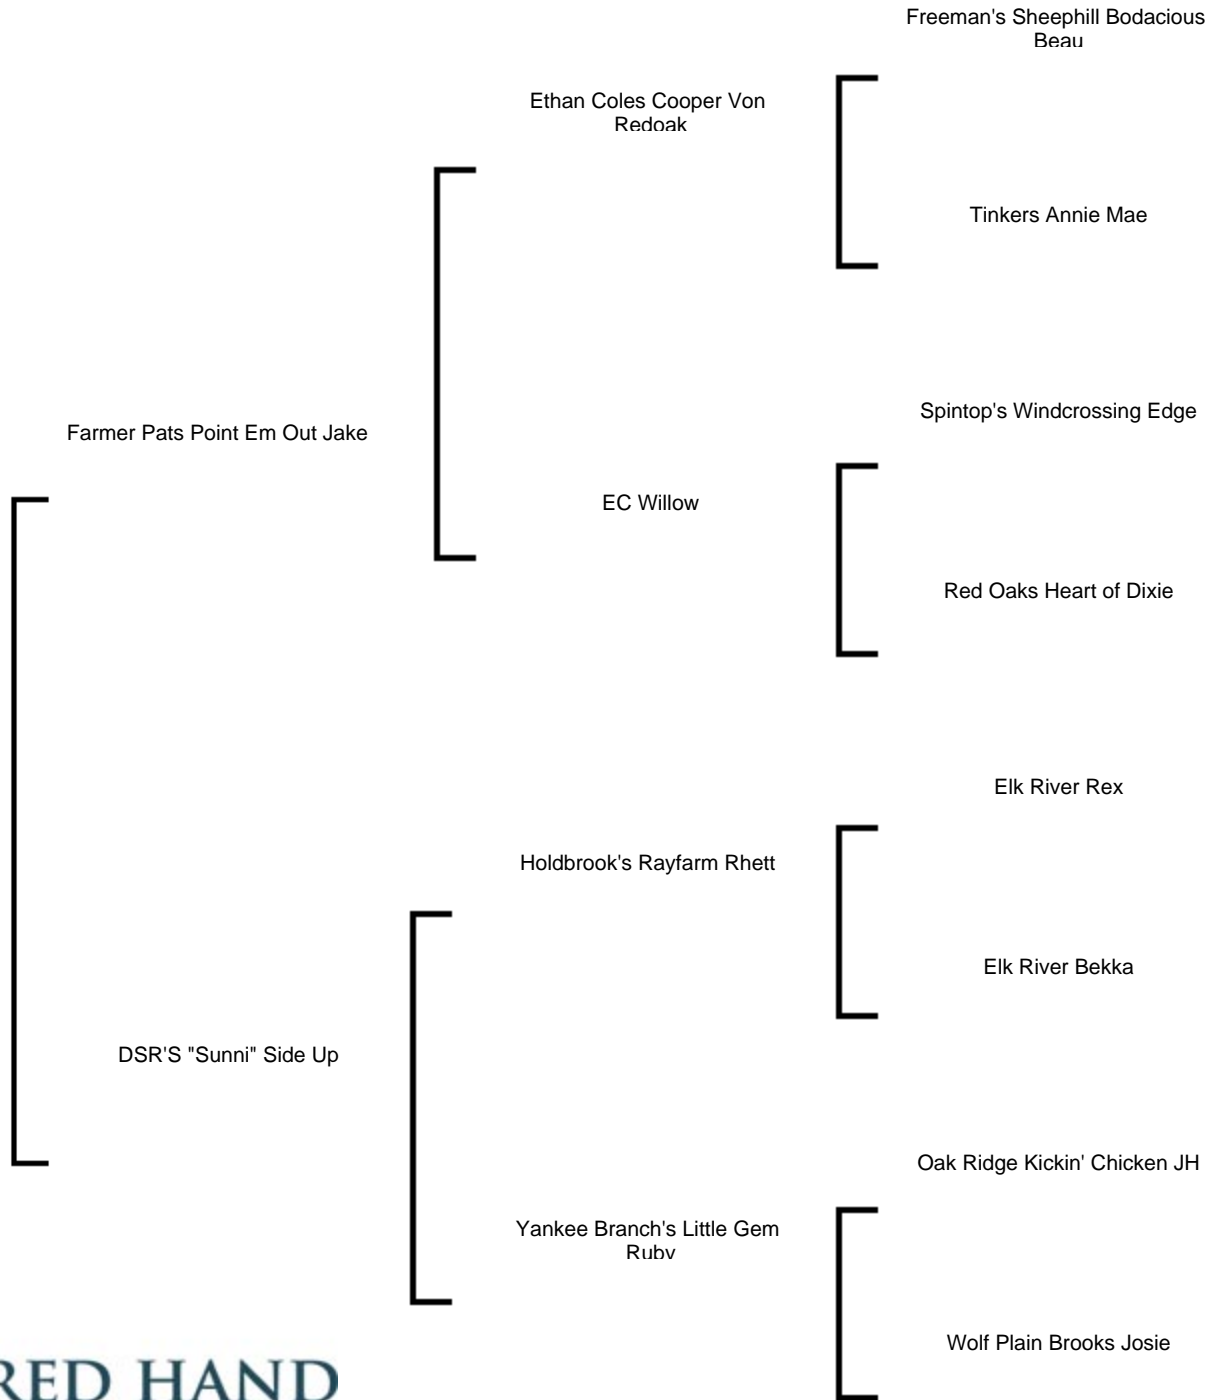 Freeman's Sheephill Bodacious
Beau
Ethan Coles Cooper Von
Redoak
Tinkers Annie Mae
Farmer Pats Point Em Out Jake
Spintop's Windcrossing Edge
EC Willow
Red Oaks Heart of Dixie
Elk River Rex
Holdbrook's Rayfarm Rhett
Elk River Bekka
DSR'S "Sunni" Side Up
Oak Ridge Kickin' Chicken JH
Yankee Branch's Little Gem
Ruby
Wolf Plain Brooks Josie
RED HAND